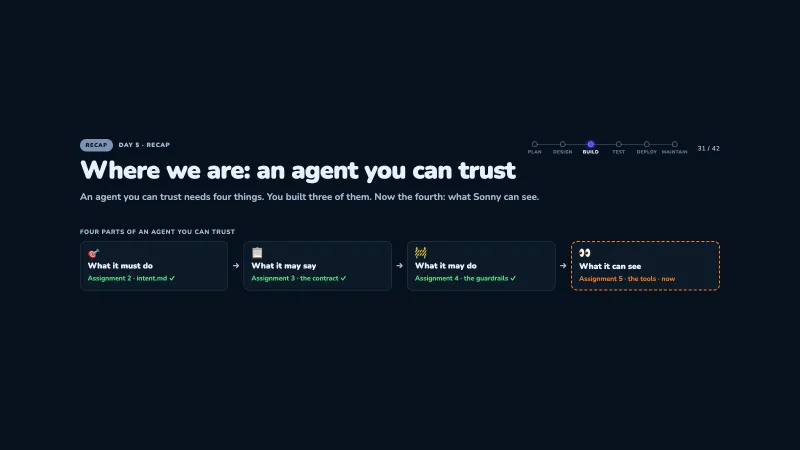 RECAP DAY 5 · RECAP
PLAN DESIGN BUILD TEST DEPLOY MAINTAIN
31 / 42
Where we are: an agent you can trust
An agent you can trust needs four things. You built three of them. Now the fourth: what Sonny can see.
FOUR PARTS OF AN AGENT YOU CAN TRUST
What it must do
Assignment 2 · intent.md ✓
→
What it may say
Assignment 3 · the contract ✓
→
What it may do
Assignment 4 · the guardrails ✓
→
What it can see
Assignment 5 · the tools · now